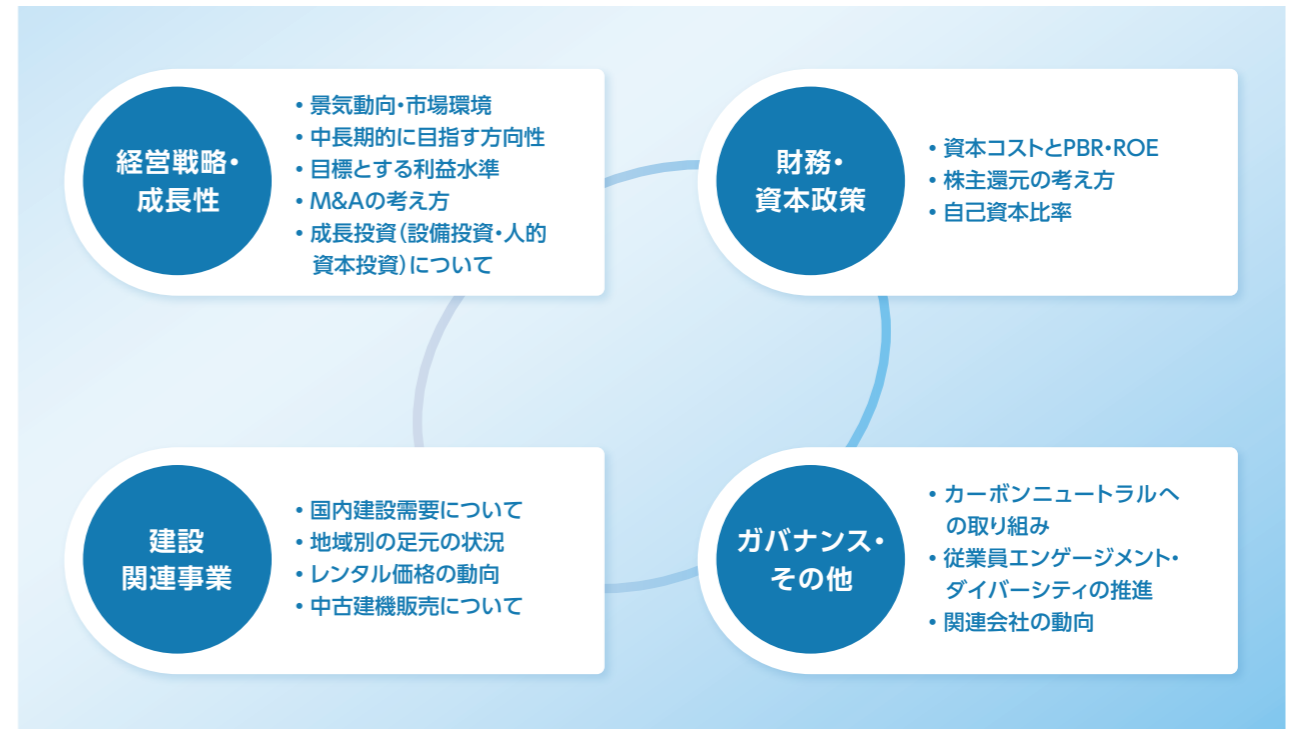 経営戦略・
成長性
・景気動向・市場環境
・中長期的に目指す方向性
・目標とする利益水準
・M&Aの考え方
・成長投資（設備投資・人的
資本投資）について
財務・
資本政策
・資本コストとPBR・ROE
・株主還元の考え方
・自己資本比率
建設
関連事業
・国内建設需要について
・地域別の足元の状況
・レンタル価格の動向
・中古建機販売について
ガバナンス・
その他
・カーボンニュートラルへ
の取り組み
・従業員エンゲージメント・
ダイバーシティの推進
・関連会社の動向